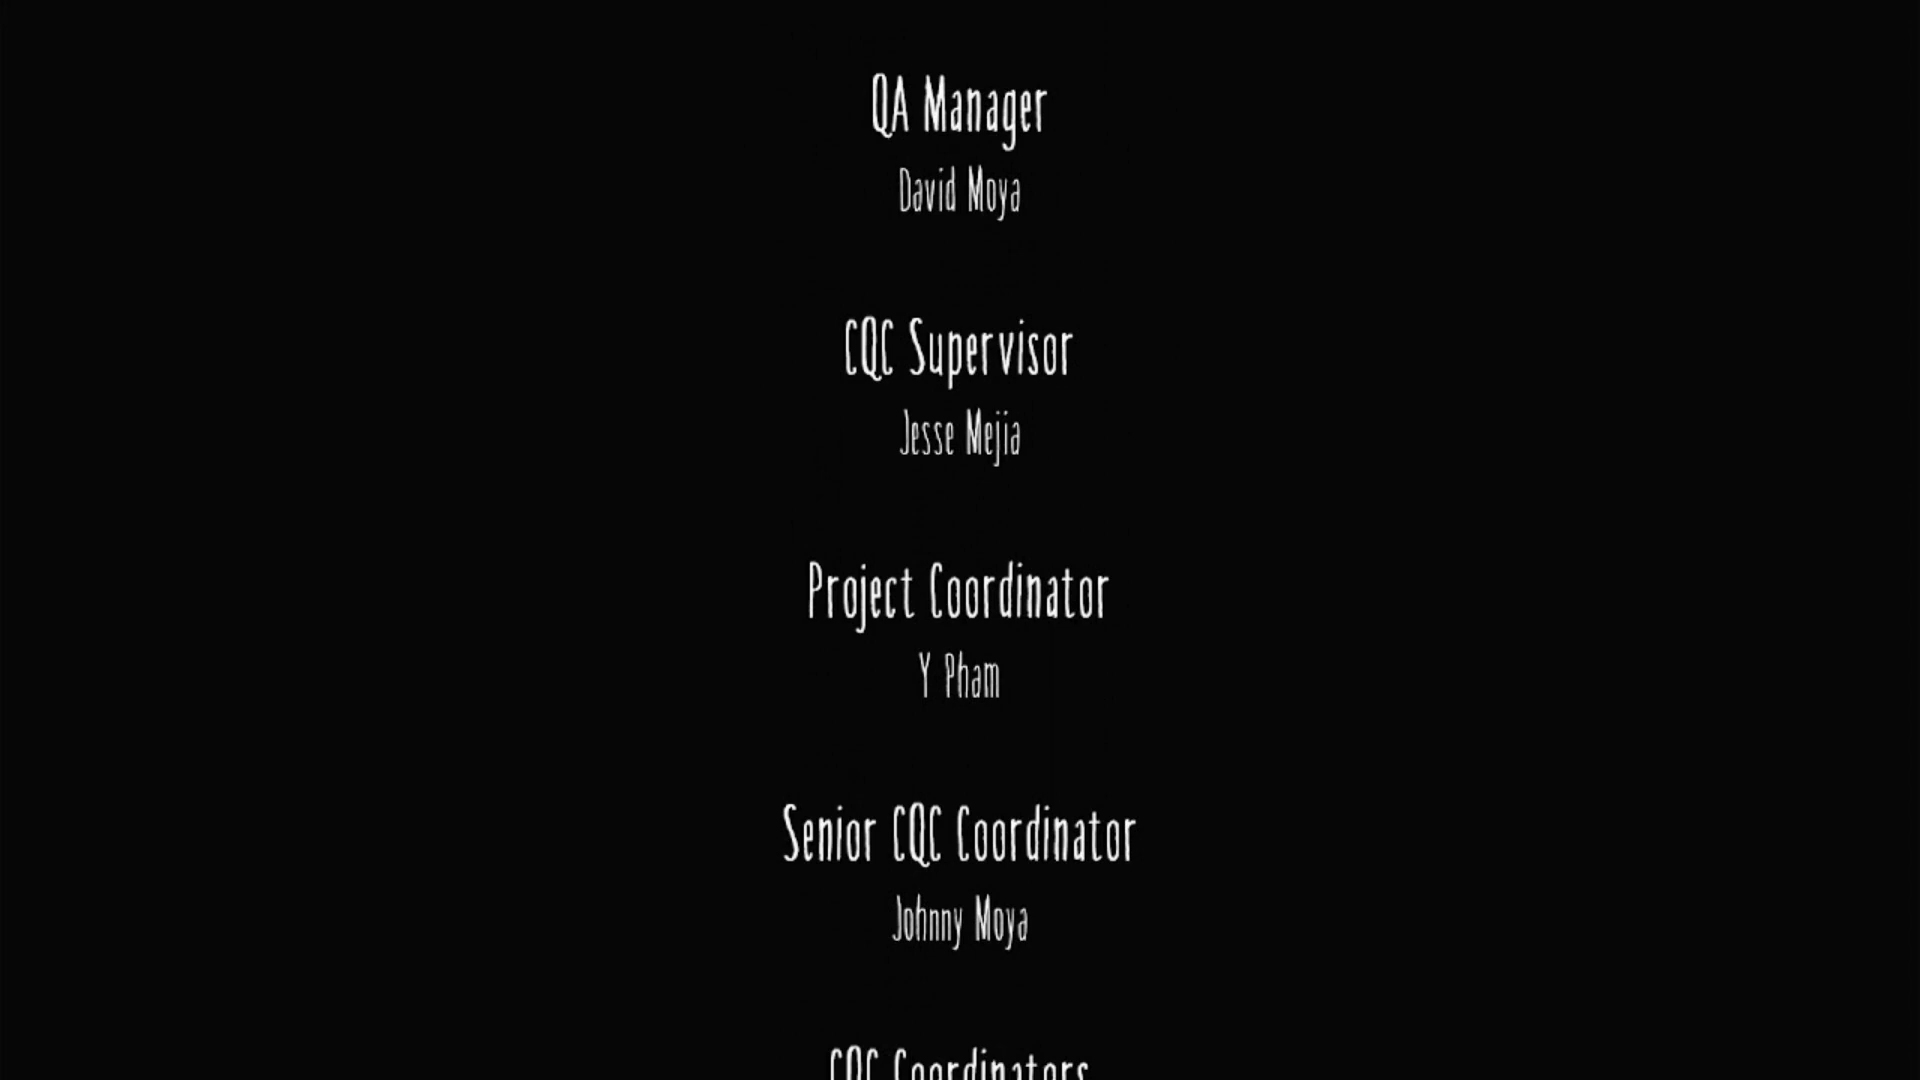 QA Manager
David Moya
CQC Supervisor
Jesse Mejia
Project Coordinator
Y Pham
Senior CQC Coordinator
Johnny Moya
CQC Coordinators